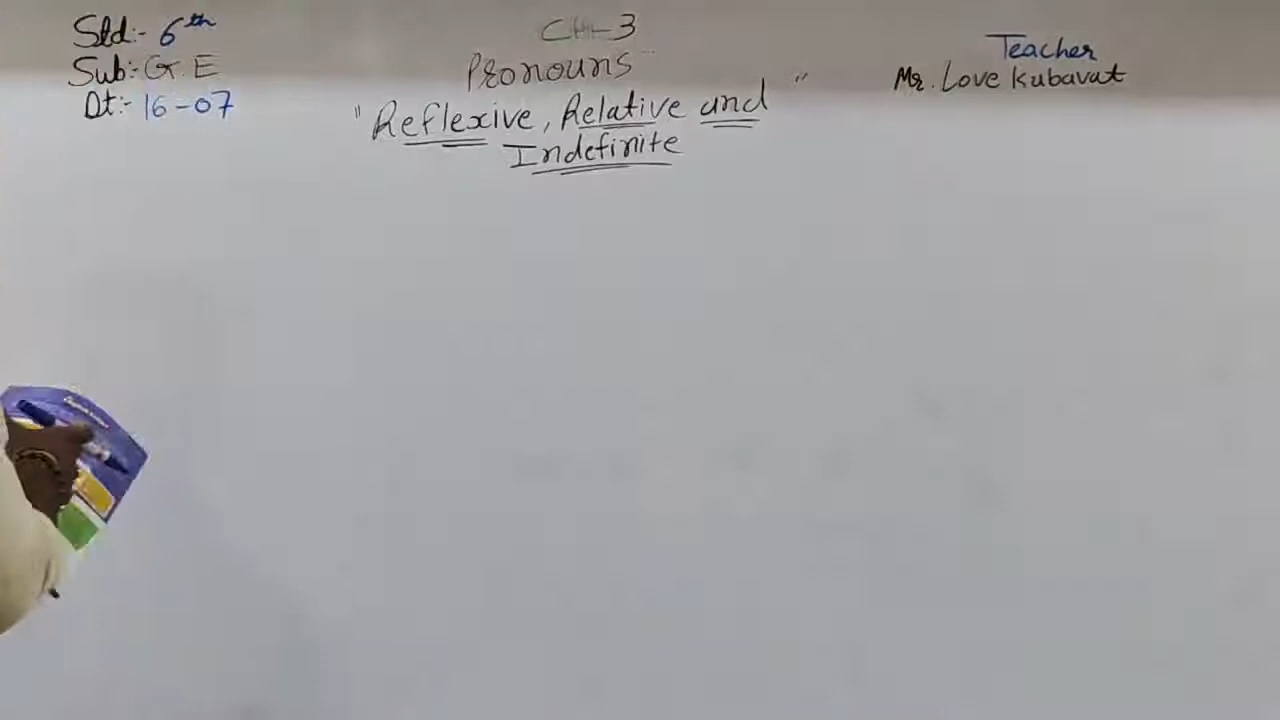 Std:- 6th
Sub:- G.E
Dt:- 16-07
CH-3
Pronouns
"Reflexive, Relative and Indefinite"
Teacher
Mr. Love Kubavat